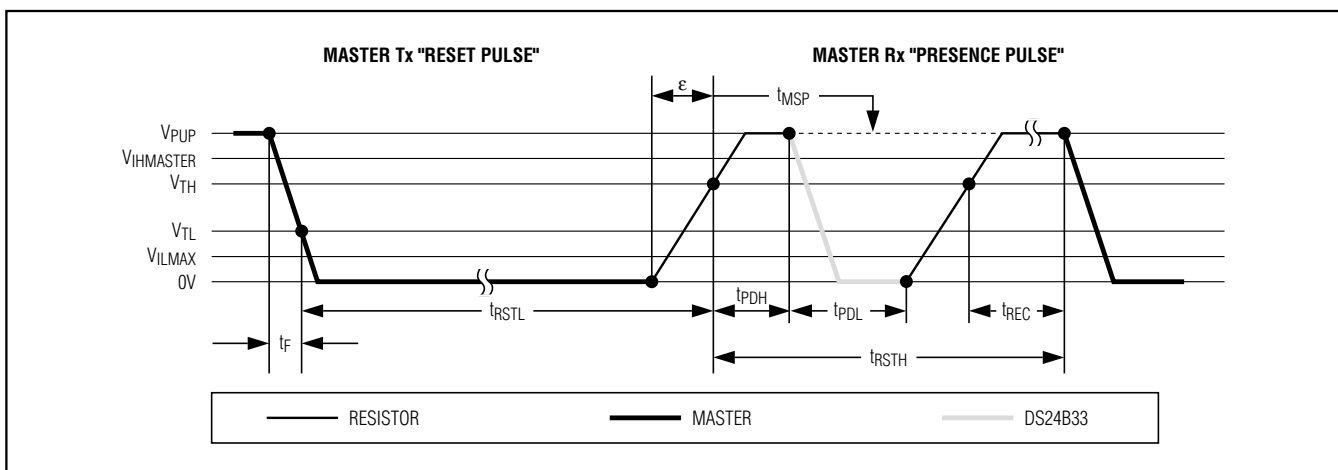 MASTER Tx "RESET PULSE" MASTER Rx "PRESENCE PULSE"
ε tMSP
VPUP
VIHMASTER
VTH
VTL
VILMAX
0V
tRSTL tPDH tPDL tREC
tF tRSTH
RESISTOR MASTER DS24B33